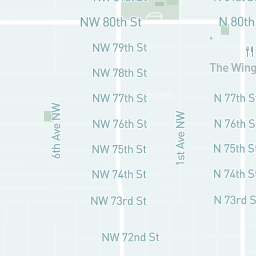 NW 80th St
N 80th St
NW 79th St
The Wing
NW 78th St
NW 77th St
N 77th St
NW 76th St
N 76th St
6th Ave NW
1st Ave NW
NW 75th St
N 75th St
NW 74th St
N 74th St
NW 73rd St
N 73rd St
NW 72nd St